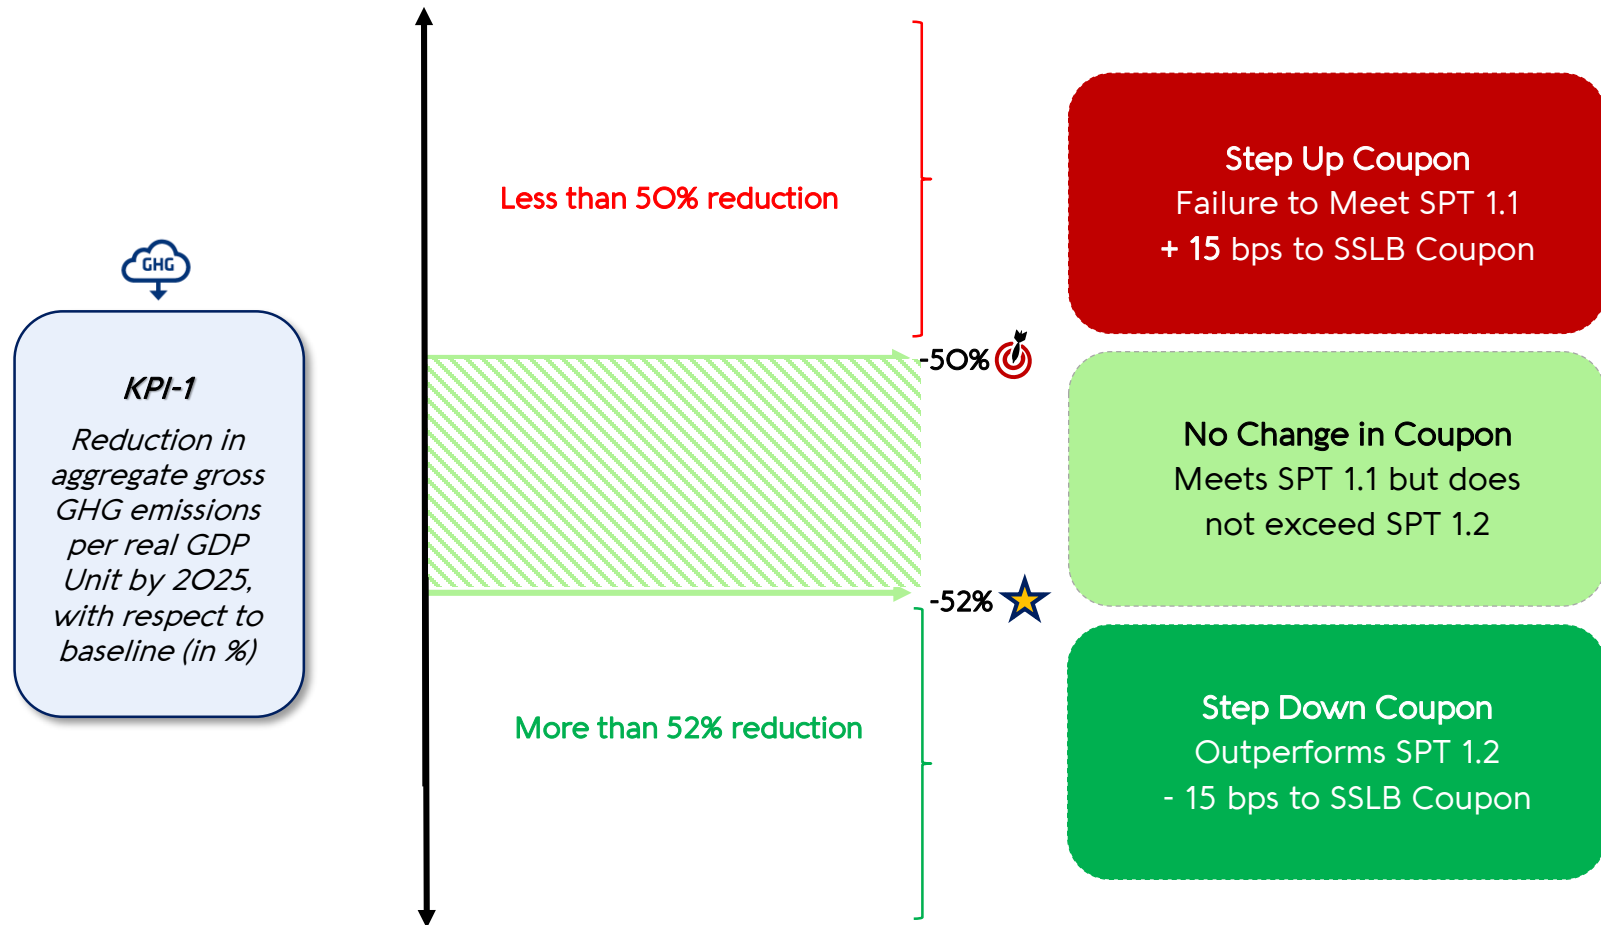 GHG
KPI-1
Reduction in
aggregate gross
GHG emissions
per real GDP
Unit by 2025,
with respect to
baseline (in %)
Less than 50% reduction
-50%
-52%
More than 52% reduction
Step Up Coupon
Failure to Meet SPT 1.1
+ 15 bps to SSLB Coupon
No Change in Coupon
Meets SPT 1.1 but does
not exceed SPT 1.2
Step Down Coupon
Outperforms SPT 1.2
- 15 bps to SSLB Coupon